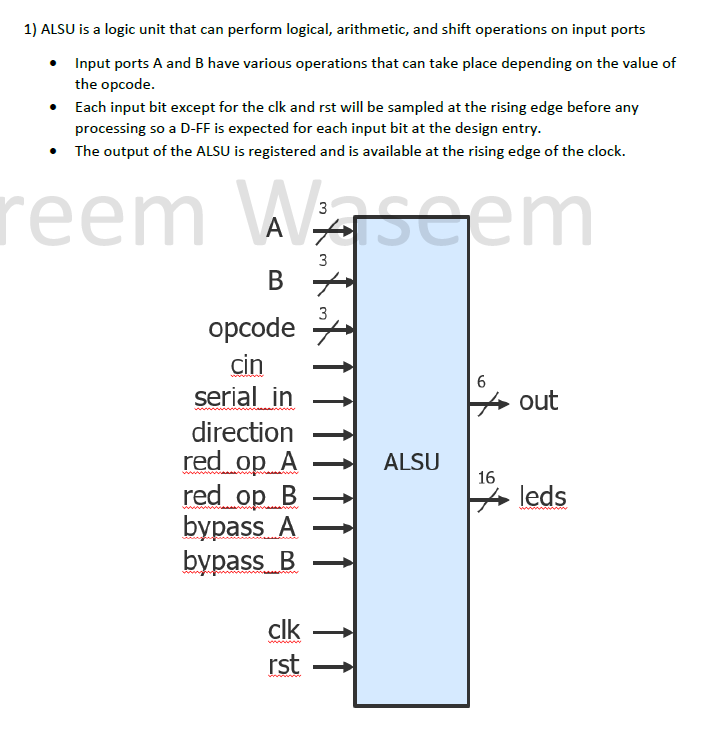 1) ALSU is a logic unit that can perform logical, arithmetic, and shift operations on input ports
• Input ports A and B have various operations that can take place depending on the value of
the opcode.
• Each input bit except for the clk and rst will be sampled at the rising edge before any
processing so a D-FF is expected for each input bit at the design entry.
• The output of the ALSU is registered and is available at the rising edge of the clock.
reem Waseem
A 3
B 3
opcode 3
cin
serial_in
direction
red_op_A
red_op_B
bypass_A
bypass_B
clk
rst
ALSU
6 out
16 leds